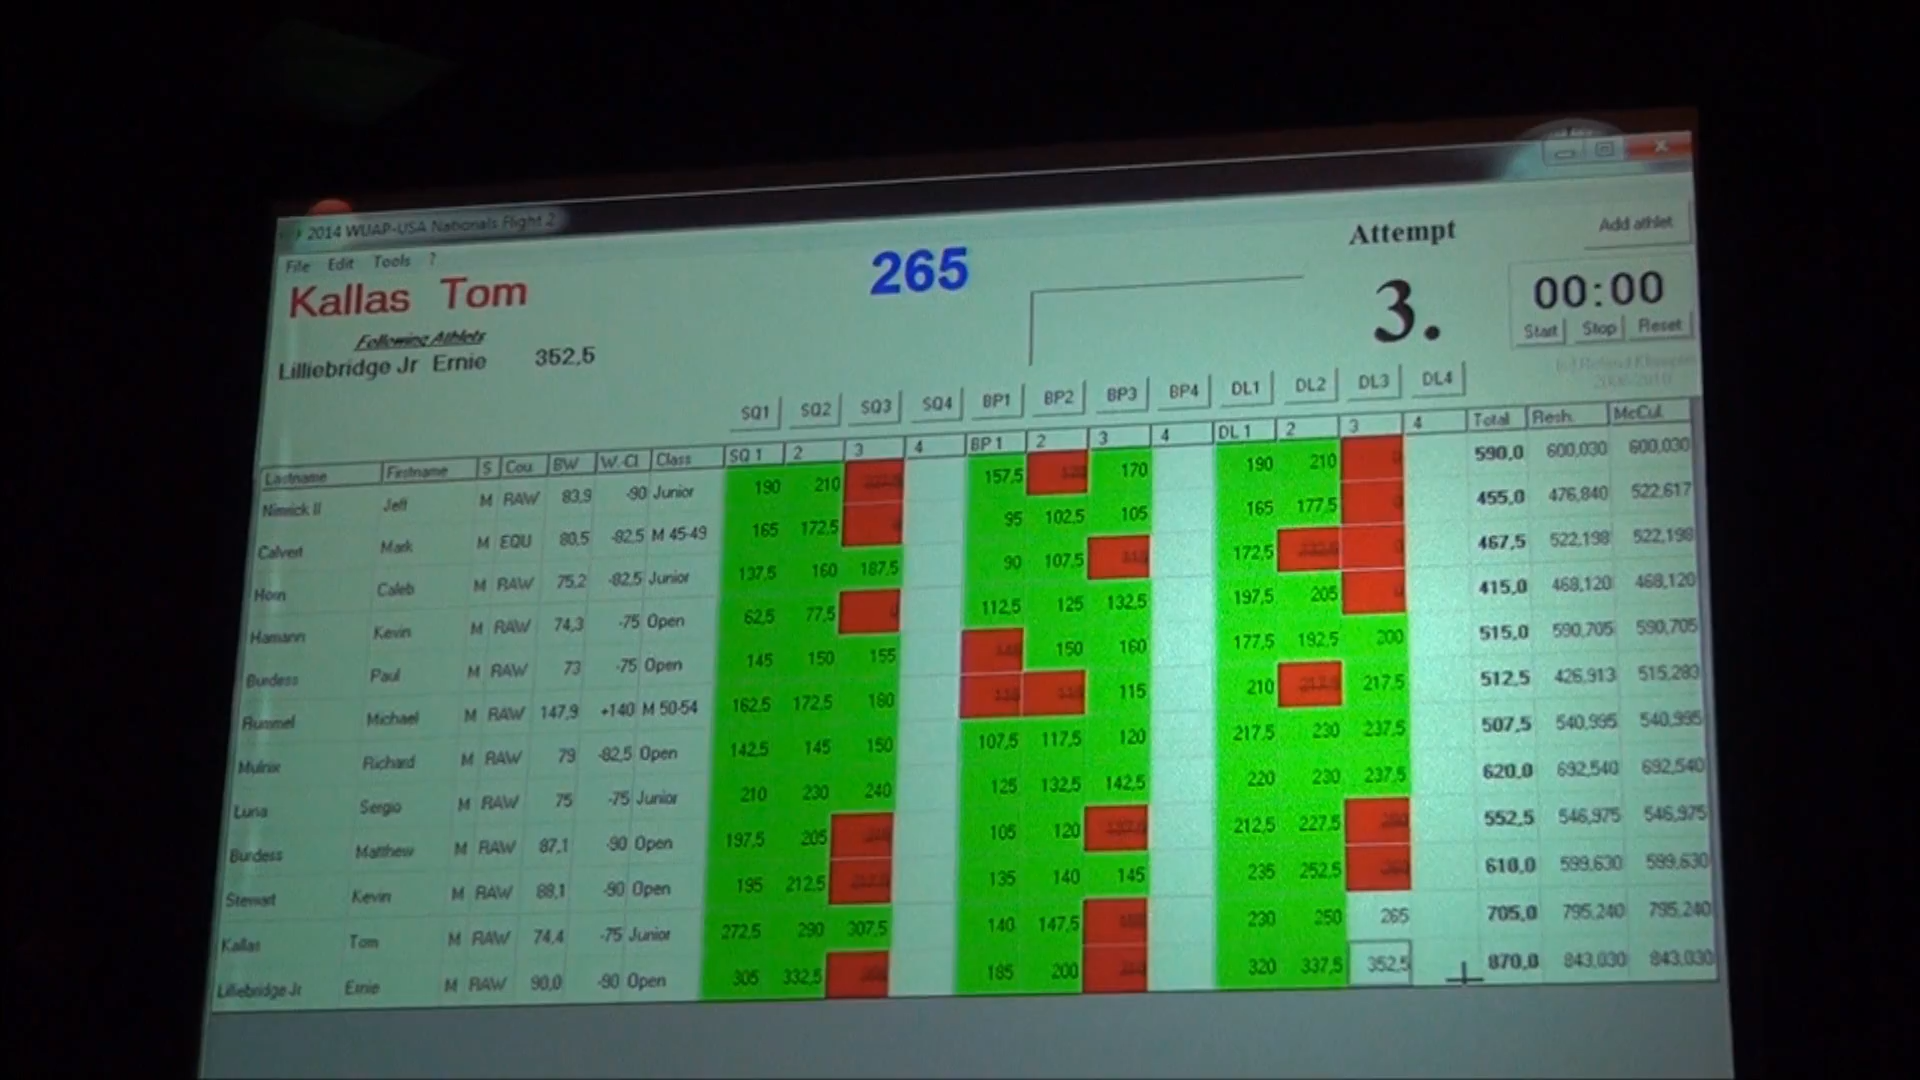 2014 WUAP-USA Nationals Flight 2
File Edit Tools ?
Kallas Tom
265
Attempt
3.
Add athlet
00:00
Start Stop Reset
Following Athlets
Lilliebridge Jr Ernie 352,5
SQ1 SQ2 SQ3 SQ4 BP1 BP2 BP3 BP4 DL1 DL2 DL3 DL4
Lastname Firstname S Cou. BW W.-Cl Class SQ 1 2 3 4 BP 1 2 3 4 DL 1 2 3 4 Total Resh. McCul.
Nimrick II Jeff M RAW 83,9 -90 Junior 190 210 157,5 170 190 210 590,0 600,030 600,030
Calvert Mark M EQU 80,5 -82,5 M 45-49 165 172,5 95 102,5 105 165 177,5 455,0 476,840 522,617
Horn Caleb M RAW 75,2 -82,5 Junior 137,5 160 187,5 90 107,5 172,5 467,5 522,198 522,198
Hamann Kevin M RAW 74,3 -75 Open 62,5 77,5 112,5 125 132,5 197,5 205 415,0 468,120 468,120
Burdess Paul M RAW 73 -75 Open 145 150 155 150 160 177,5 192,5 200 515,0 590,705 590,705
Rummel Michael M RAW 147,9 +140 M 50-54 162,5 172,5 180 115 210 217,5 512,5 426,913 515,283
Mulnix Richard M RAW 79 -82,5 Open 142,5 145 150 107,5 117,5 120 217,5 230 237,5 507,5 540,995 540,995
Luna Sergio M RAW 75 -75 Junior 210 230 240 125 132,5 142,5 220 230 237,5 620,0 692,540 692,540
Burdess Matthew M RAW 87,1 -90 Open 197,5 205 105 120 212,5 227,5 552,5 546,975 546,975
Stewart Kevin M RAW 88,1 -90 Open 195 212,5 135 140 145 235 252,5 610,0 599,630 599,630
Kallas Tom M RAW 74,4 -75 Junior 272,5 290 307,5 140 147,5 230 250 265 705,0 795,240 795,240
Lilliebridge Jr Ernie M RAW 90,0 -90 Open 305 332,5 185 200 320 337,5 352,5 870,0 843,030 843,030